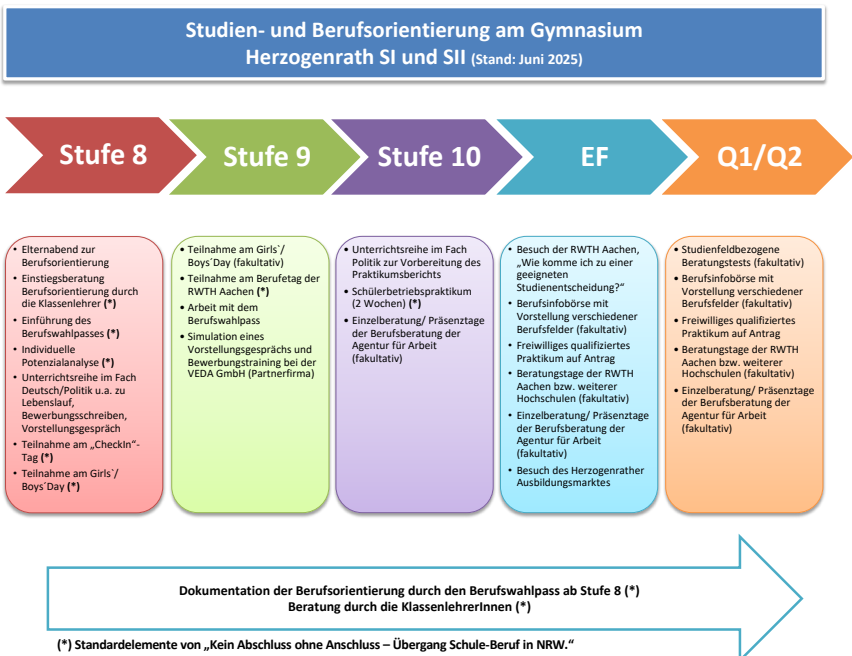 Studien- und Berufsorientierung am Gymnasium
Herzogenrath SI und SII (Stand: Juni 2025)
Stufe 8
Stufe 9
Stufe 10
EF
Q1/Q2
• Elternabend zur
Berufsorientierung
• Einstiegsberatung
Berufsorientierung durch
die Klassenlehrer (*)
• Einführung des
Berufswahlpasses (*)
• Individuelle
Potenzialanalyse (*)
• Unterrichtsreihe im Fach
Deutsch/Politik u.a. zu
Lebenslauf,
Bewerbungsschreiben,
Vorstellungsgespräch
• Teilnahme am „CheckIn“-
Tag (*)
• Teilnahme am Girls`/
Boys´Day (*)
• Teilnahme am Girls`/
Boys´Day (fakultativ)
• Teilnahme am Berufetag der
RWTH Aachen (*)
• Arbeit mit dem
Berufswahlpass
• Simulation eines
Vorstellungsgesprächs und
Bewerbungstraining bei der
VEDA GmbH (Partnerfirma)
• Unterrichtsreihe im Fach
Politik zur Vorbereitung des
Praktikumsberichts
• Schülerbetriebspraktikum
(2 Wochen) (*)
• Einzelberatung/ Präsenztage
der Berufsberatung der
Agentur für Arbeit
(fakultativ)
• Besuch der RWTH Aachen,
„Wie komme ich zu einer
geeigneten
Studienentscheidung?“
• Berufsinfobörse mit
Vorstellung verschiedener
Berufsfelder (fakultativ)
• Freiwilliges qualifiziertes
Praktikum auf Antrag
• Beratungstage der RWTH
Aachen bzw. weiterer
Hochschulen (fakultativ)
• Einzelberatung/ Präsenztage
der Berufsberatung der
Agentur für Arbeit
(fakultativ)
• Besuch des Herzogenrather
Ausbildungsmarktes
• Studienfeldbezogene
Beratungstests (fakultativ)
• Berufsinfobörse mit
Vorstellung verschiedener
Berufsfelder (fakultativ)
• Freiwilliges qualifiziertes
Praktikum auf Antrag
• Beratungstage der RWTH
Aachen bzw. weiterer
Hochschulen (fakultativ)
• Einzelberatung/ Präsenztage
der Berufsberatung der
Agentur für Arbeit
(fakultativ)
Dokumentation der Berufsorientierung durch den Berufswahlpass ab Stufe 8 (*)
Beratung durch die KlassenlehrerInnen (*)
(*) Standardelemente von „Kein Abschluss ohne Anschluss – Übergang Schule-Beruf in NRW.“